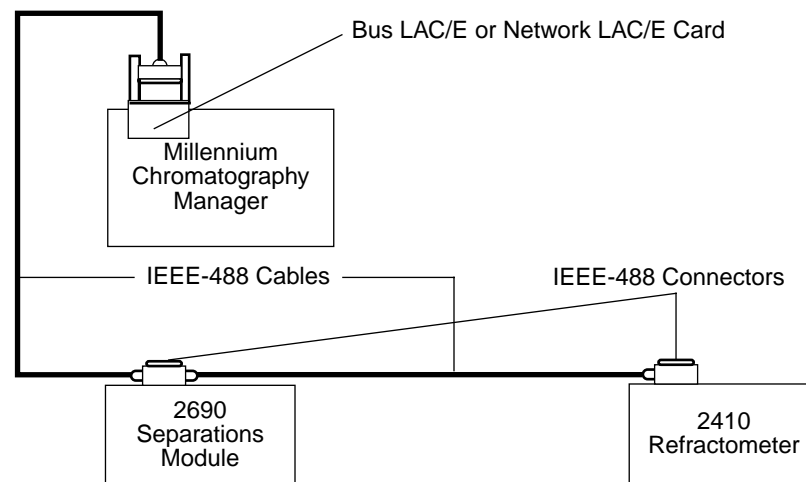 Bus LAC/E or Network LAC/E Card
Millennium
Chromatography
Manager
IEEE-488 Cables
IEEE-488 Connectors
2690
Separations
Module
2410
Refractometer